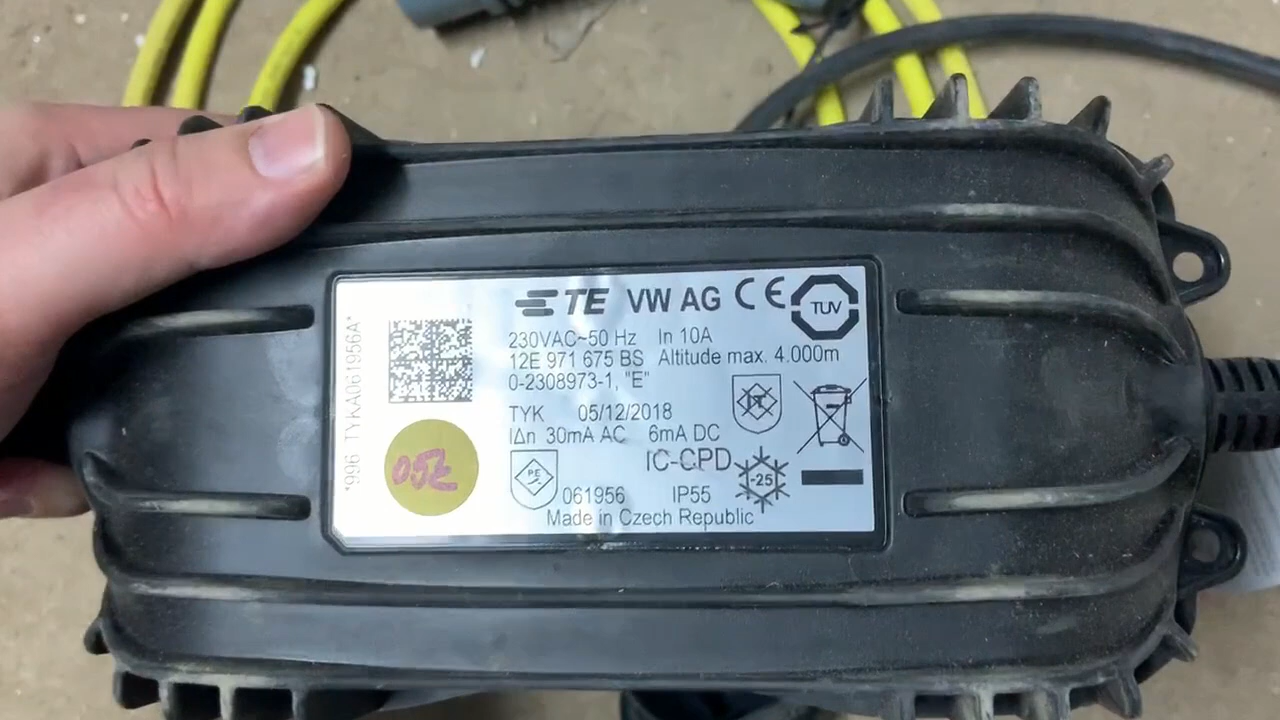 TE VW AG CE TUV
230VAC~50 Hz In 10A
12E 971 675 BS Altitude max. 4.000m
0-2308973-1, "E"
TYK 05/12/2018
IΔn 30mA AC 6mA DC
IC-CPD
PE
-25
061956 IP55
Made in Czech Republic
*996 TYKA061956A*
052